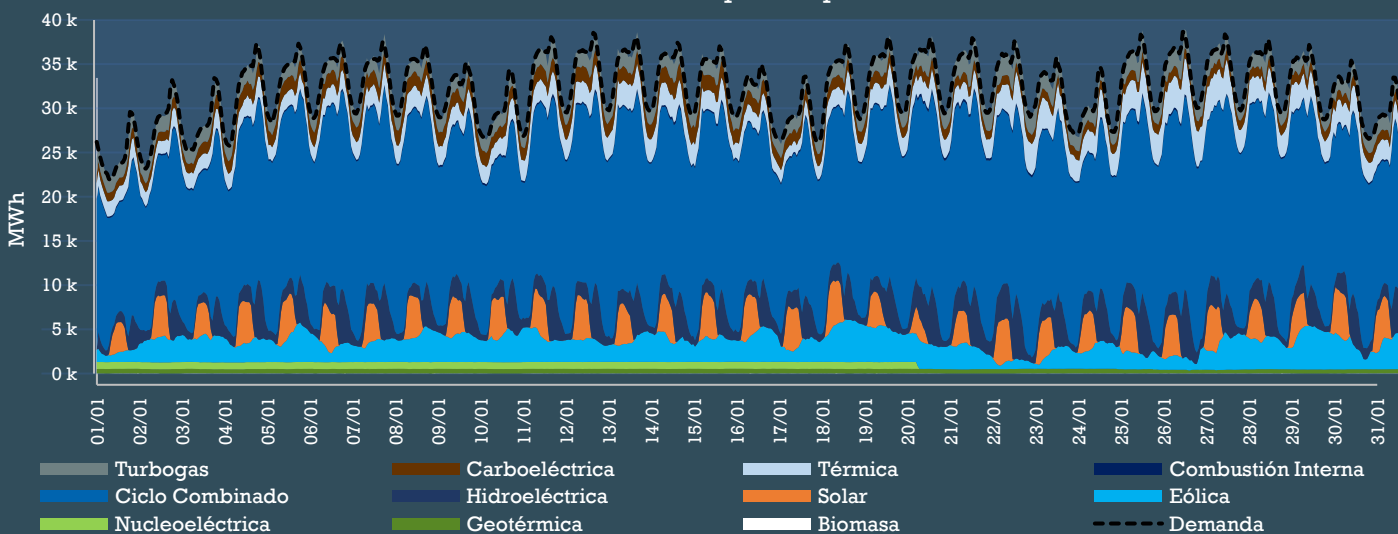 40 k
35 k
30 k
25 k
20 k
15 k
10 k
5 k
0 k
MWh
01/01
02/01
03/01
04/01
05/01
06/01
07/01
08/01
09/01
10/01
11/01
12/01
13/01
14/01
15/01
16/01
17/01
18/01
19/01
20/01
21/01
22/01
23/01
24/01
25/01
26/01
27/01
28/01
29/01
30/01
31/01
Turbogas Carboeléctrica Térmica Combustión Interna
Ciclo Combinado Hidroeléctrica Solar Eólica
Nucleoeléctrica Geotérmica Biomasa Demanda